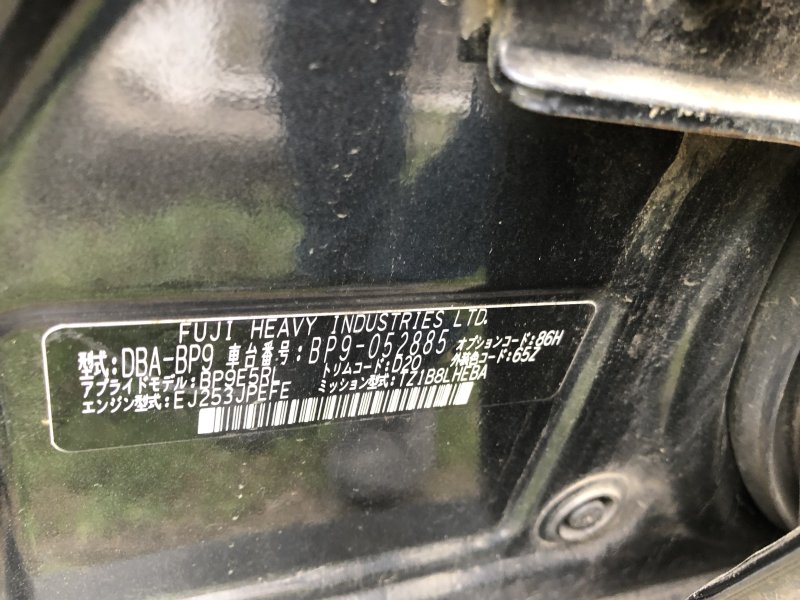 FUJI HEAVY INDUSTRIES LTD.
型式: DBA-BP9 車台番号: BP9-052885 オプションコード: 86H
アプライドモデル: BP9E5PL トリムコード: D20 外装色コード: 65Z
エンジン型式: EJ253JPEFE ミッション型式: TZ1B8LHEBA